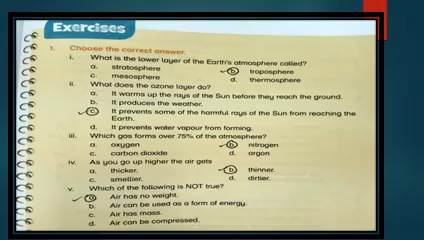 Exercises
1. Choose the correct answer.
i. What is the lower layer of the Earth's atmosphere called?
a. stratosphere b. troposphere
c. mesosphere d. thermosphere
ii. What does the ozone layer do?
a. It warms up the rays of the Sun before they reach the ground.
b. It produces the weather.
c. It prevents some of the harmful rays of the Sun from reaching the
Earth.
d. It prevents water vapour from forming.
iii. Which gas forms over 75% of the atmosphere?
a. oxygen b. nitrogen
c. carbon dioxide d. argon
iv. As you go up higher the air gets
a. thicker. b. thinner.
c. smellier. d. dirtier.
v. Which of the following is NOT true?
a. Air has no weight.
b. Air can be used as a form of energy.
c. Air has mass.
d. Air can be compressed.